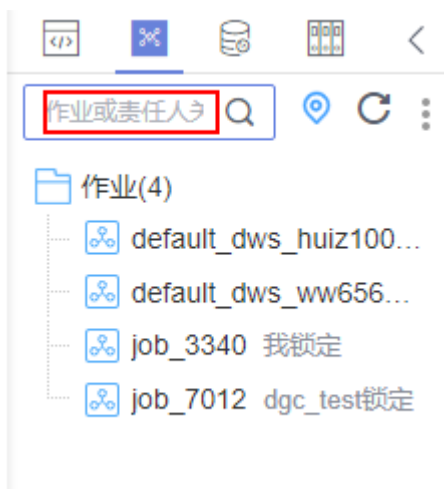 作业或责任人
作业(4)
default_dws_huiz100...
default_dws_ww656...
job_3340 我锁定
job_7012 dgc_test锁定